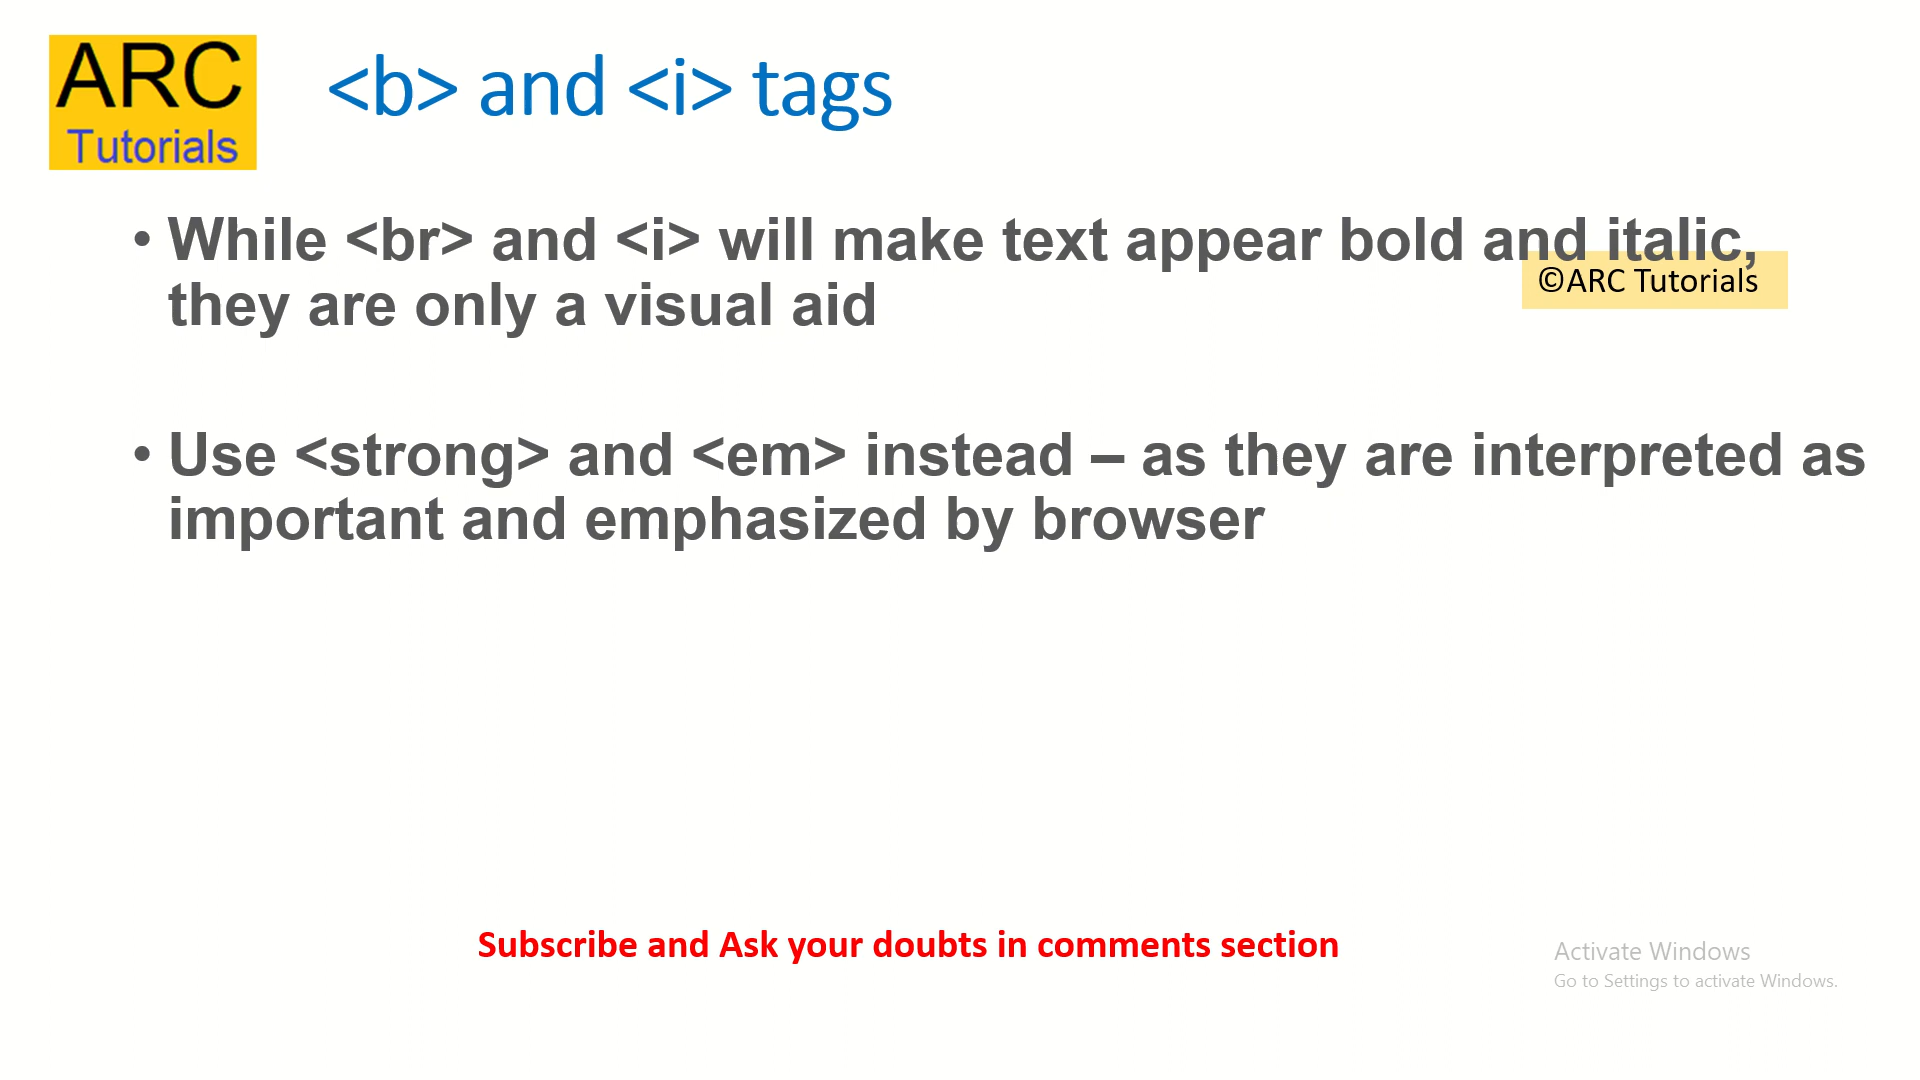 ARC
Tutorials
<b> and <i> tags
• While <br> and <i> will make text appear bold and italic,
they are only a visual aid
©ARC Tutorials
• Use <strong> and <em> instead – as they are interpreted as
important and emphasized by browser
Subscribe and Ask your doubts in comments section
Activate Windows
Go to Settings to activate Windows.